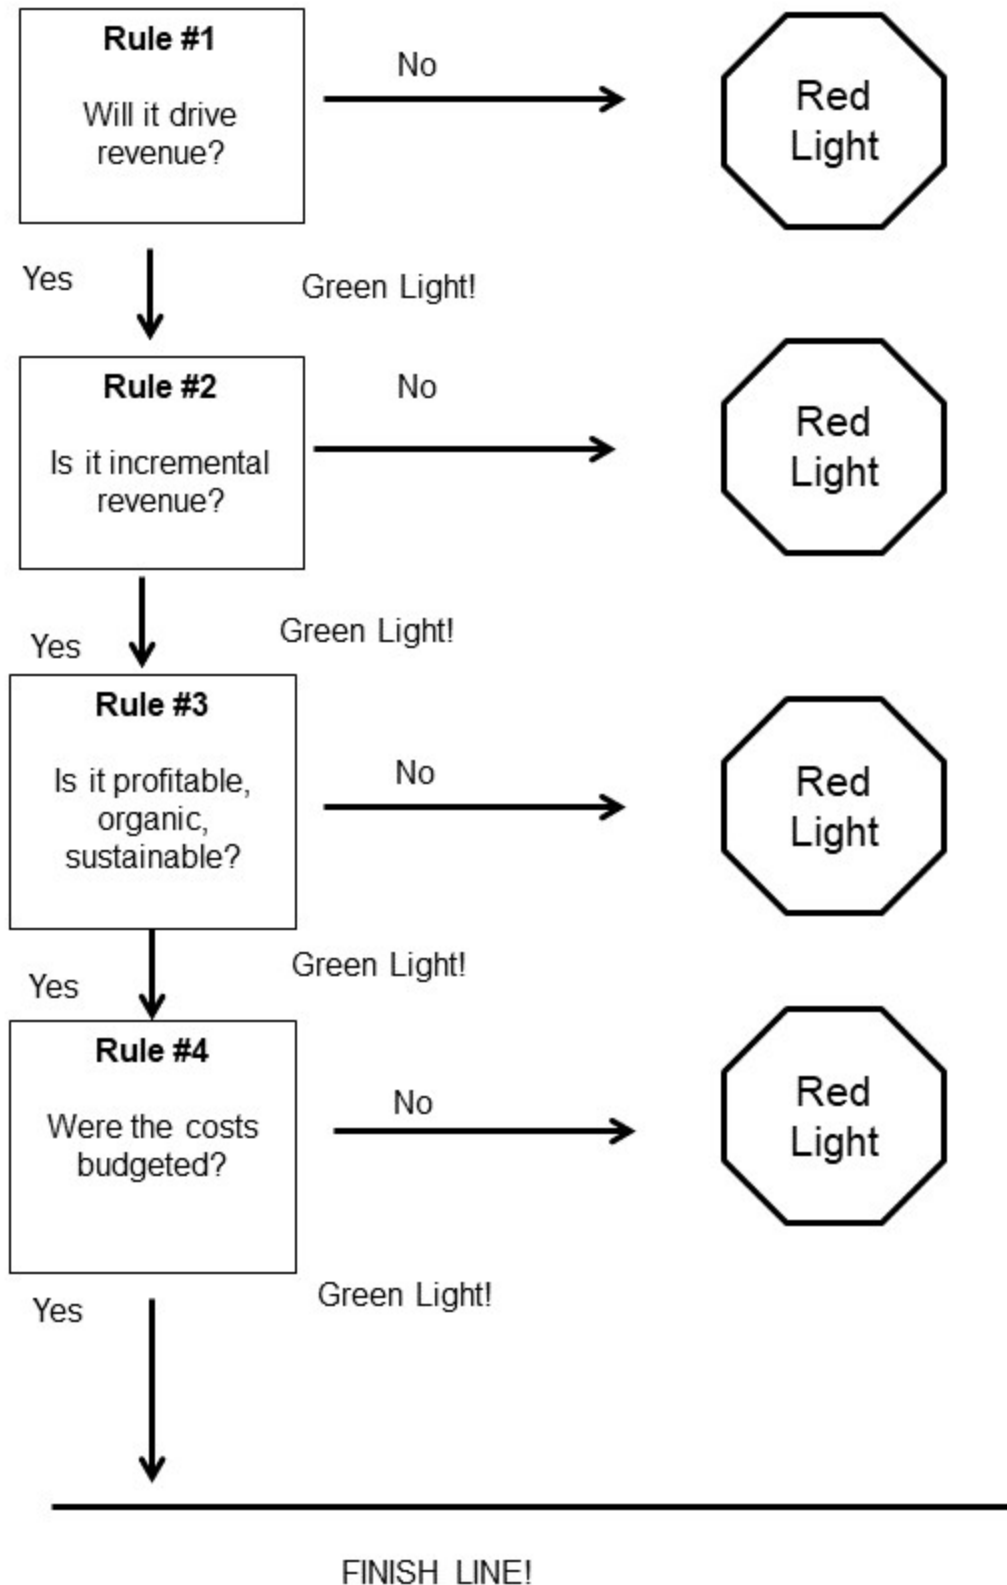 Rule #1
Will it drive
revenue?
No
Red
Light
Yes
Green Light!
Rule #2
Is it incremental
revenue?
No
Red
Light
Yes
Green Light!
Rule #3
Is it profitable,
organic,
sustainable?
No
Red
Light
Yes
Green Light!
Rule #4
Were the costs
budgeted?
No
Red
Light
Yes
Green Light!
FINISH LINE!